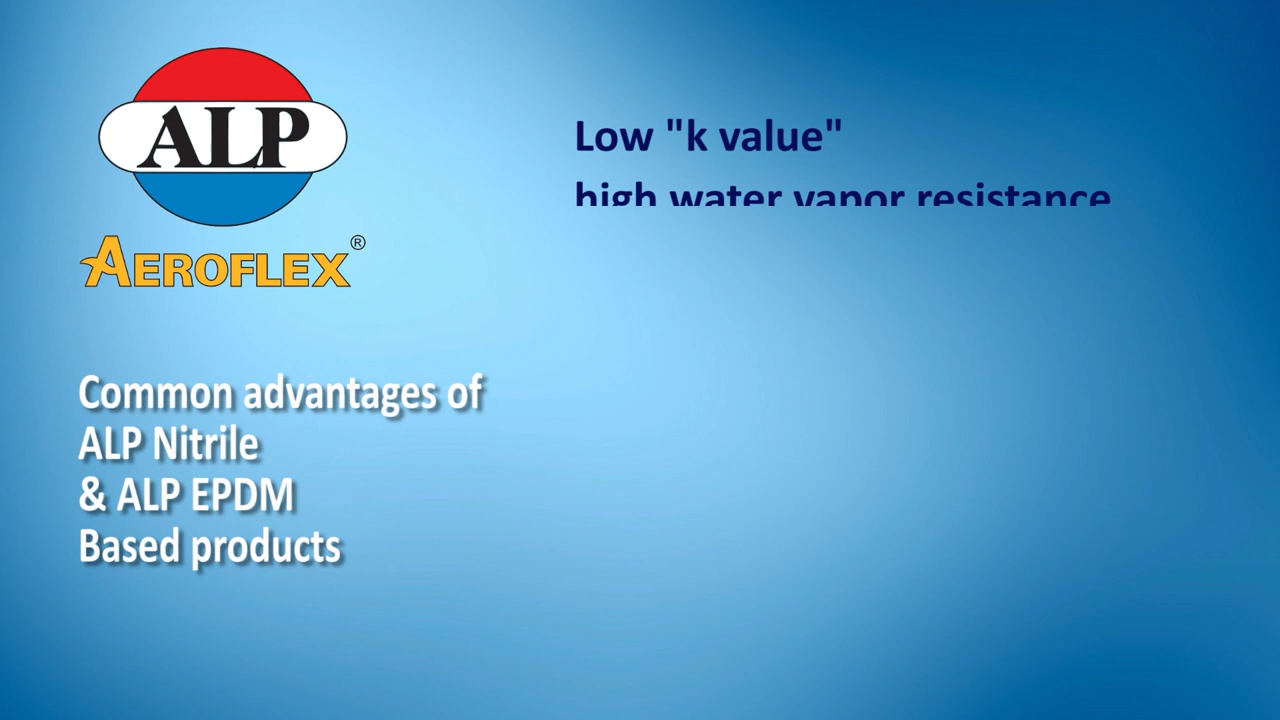 ALP
AEROFLEX®
Common advantages of
ALP Nitrile
& ALP EPDM
Based products
Low "k value"
high water vapor resistance